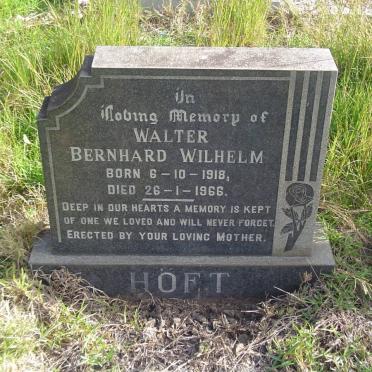 In
Loving Memory of
WALTER
BERNHARD WILHELM
BORN 6-10-1918,
DIED 26-1-1966.
DEEP IN OUR HEARTS A MEMORY IS KEPT
OF ONE WE LOVED AND WILL NEVER FORGET.
ERECTED BY YOUR LOVING MOTHER.
HÖFT